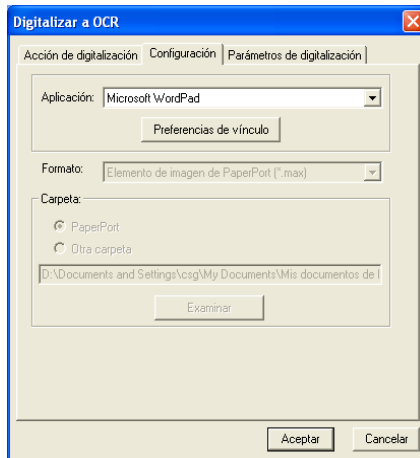 Digitalizar a OCR
Acción de digitalización Configuración Parámetros de digitalización
Aplicación: Microsoft WordPad
Preferencias de vínculo
Formato: Elemento de imagen de PaperPort (*.max)
Carpeta:
PaperPort
Otra carpeta
D:\Documents and Settings\csg\My Documents\Mis documentos de
Examinar
Aceptar Cancelar